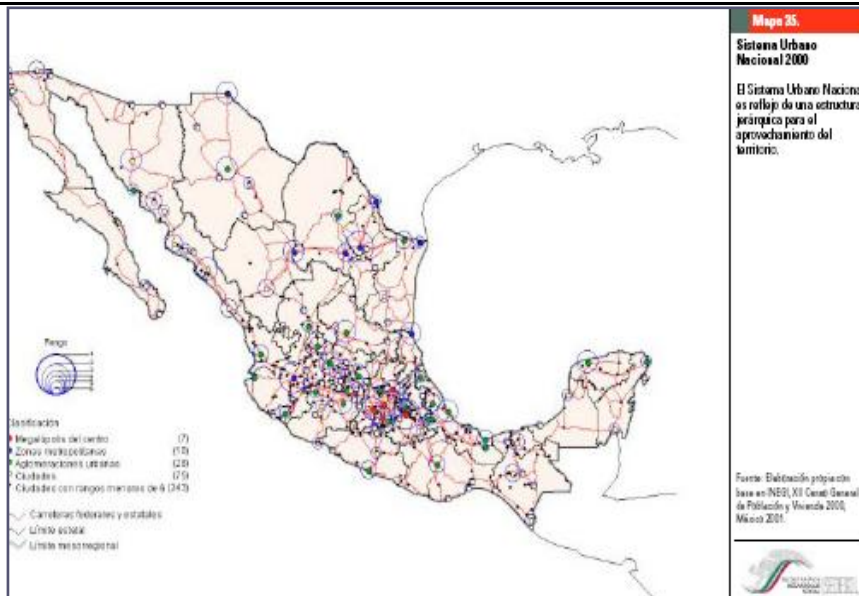 Mapa 35.
Sistema Urbano
Nacional 2000
El Sistema Urbano Naciona
es reflejo de una estructura
jerárquica para el
aprovechamiento del
territorio.
Rango
Clasificación
Megalópolis del centro (7)
Zonas metropolitanas (10)
Aglomeraciones urbanas (28)
Ciudades (75)
Ciudades con rangos menores de 6 (243)
Carreteras federales y estatales
Límite estatal
Límite mesorregional
Fuente: Elaboración propia con
base en INEGI, XII Censo General
de Población y Vivienda 2000,
México 2001.